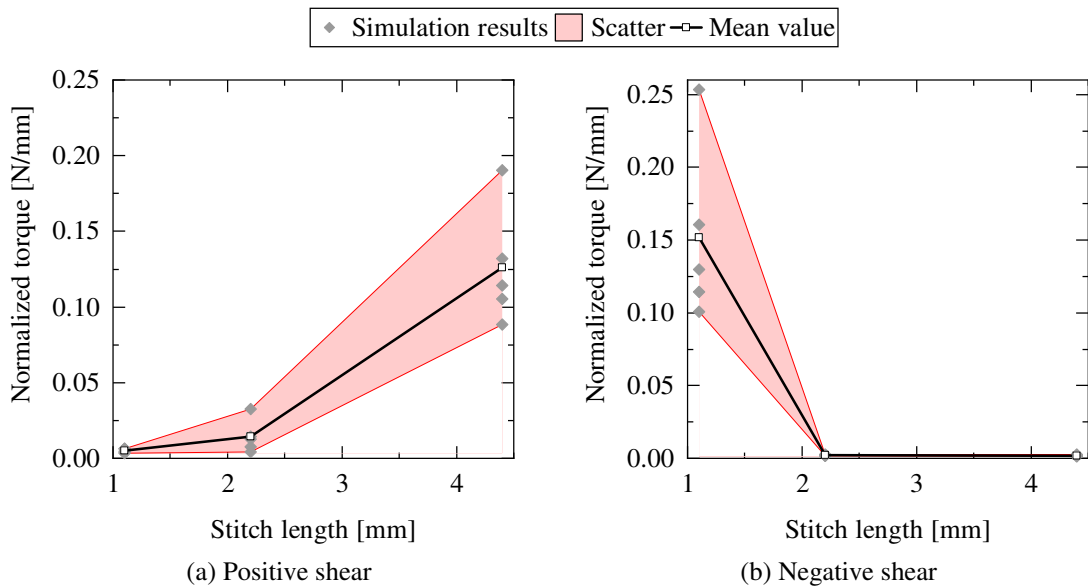 Simulation results Scatter Mean value
Normalized torque [N/mm]
0.25
0.20
0.15
0.10
0.05
0.00
1 2 3 4
Stitch length [mm]
(a) Positive shear
Normalized torque [N/mm]
0.25
0.20
0.15
0.10
0.05
0.00
1 2 3 4
Stitch length [mm]
(b) Negative shear